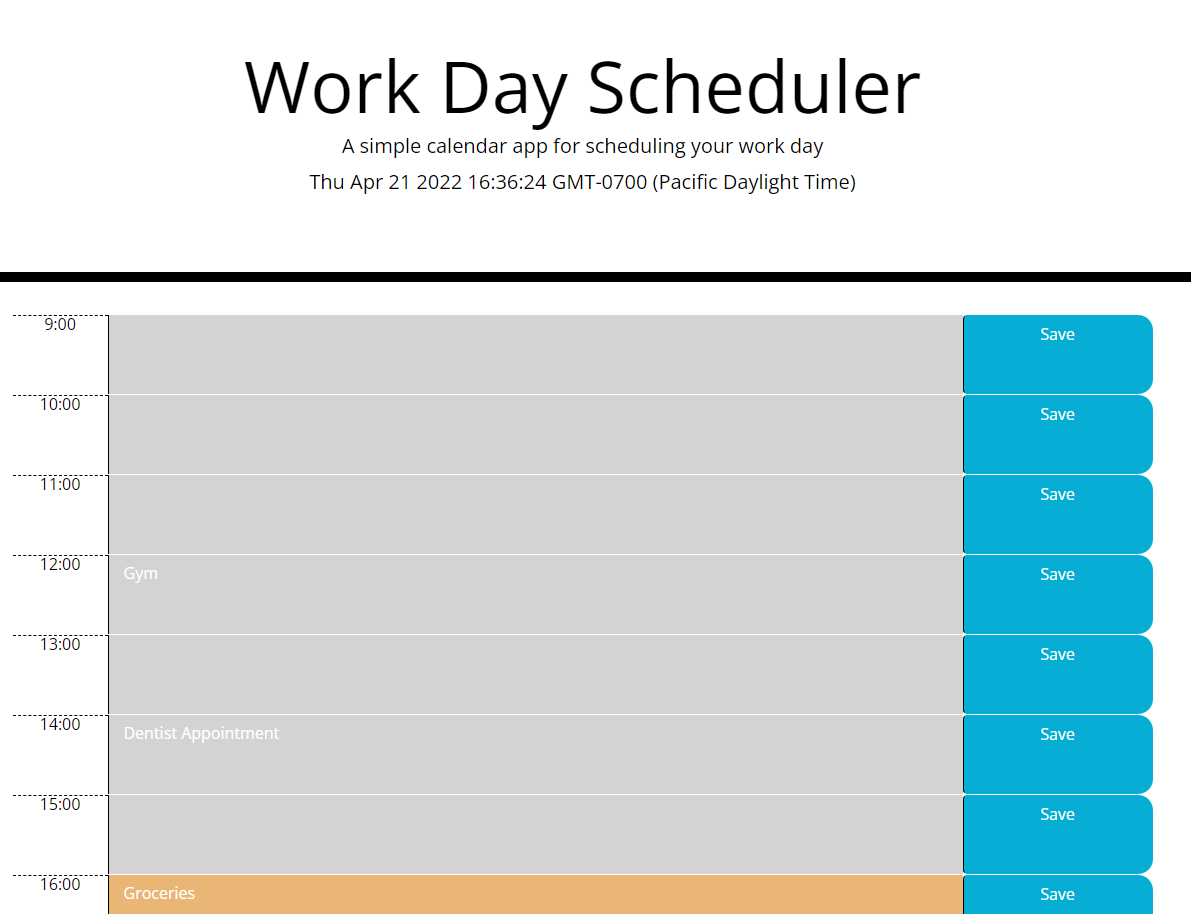 Work Day Scheduler
A simple calendar app for scheduling your work day
Thu Apr 21 2022 16:36:24 GMT-0700 (Pacific Daylight Time)
9:00 Save
10:00 Save
11:00 Save
12:00 Gym Save
13:00 Save
14:00 Dentist Appointment Save
15:00 Save
16:00 Groceries Save